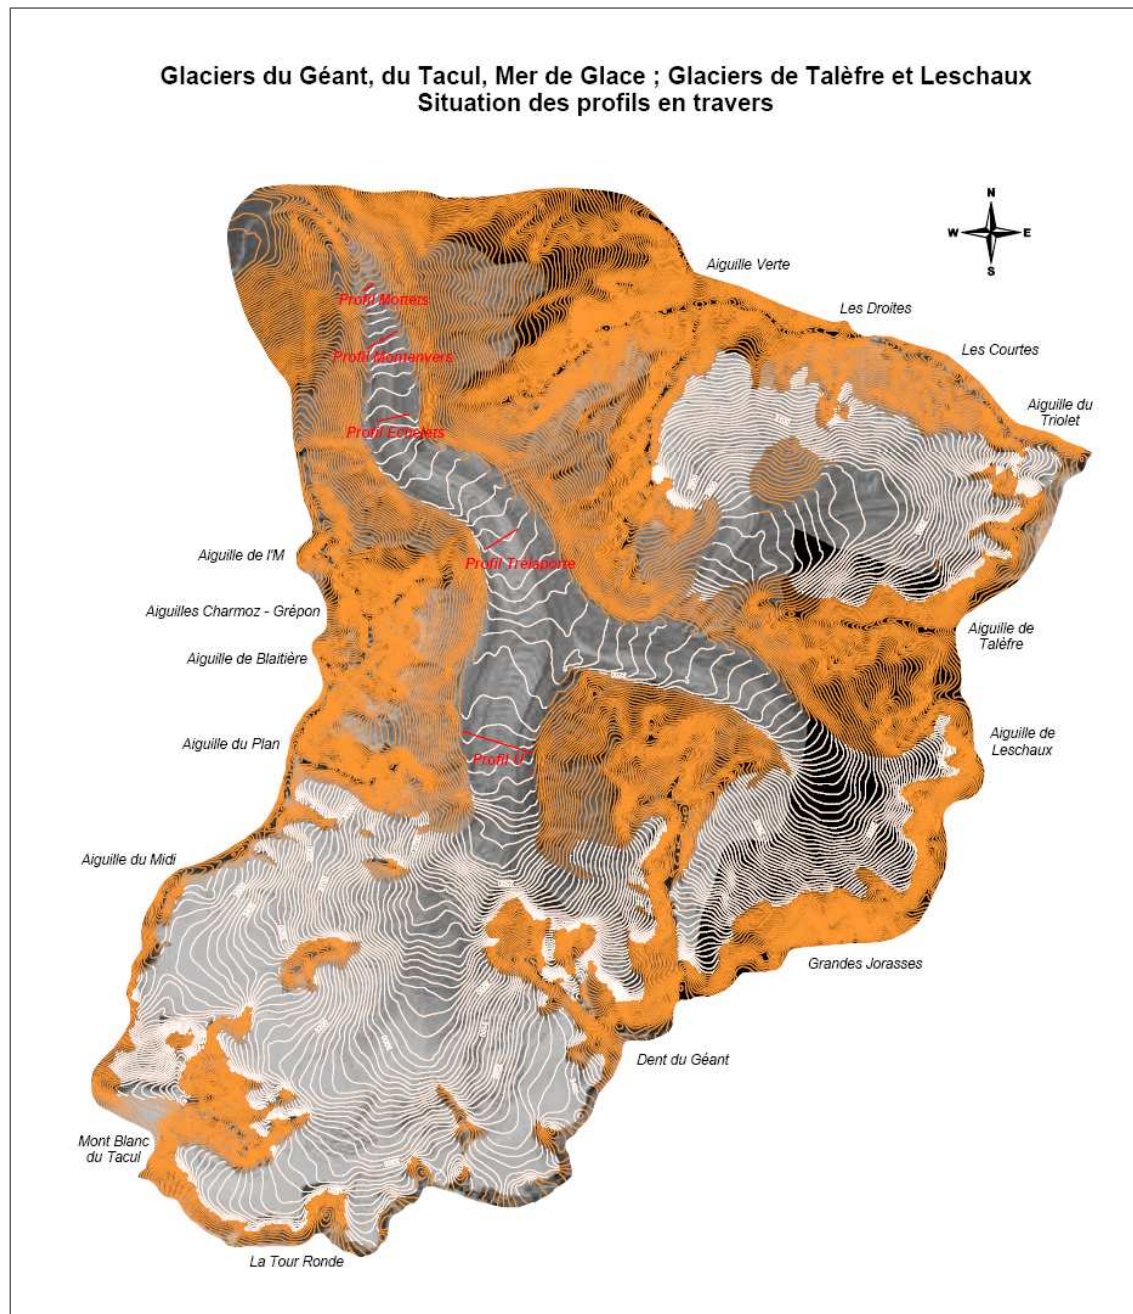 Glaciers du Géant, du Tacul, Mer de Glace ; Glaciers de Talèfre et Leschaux
Situation des profils en travers
N
W
E
S
Aiguille Verte
Profil Mottets
Les Droites
Profil Montenvers
Les Courtes
Aiguille du
Triolet
Profil Echelets
Aiguille de l'M
Profil Trélaporte
Aiguilles Charmoz - Grépon
Aiguille de
Talèfre
Aiguille de Blaitière
Aiguille du Plan
Aiguille de
Leschaux
Profil U
Aiguille du Midi
Grandes Jorasses
Dent du Géant
Mont Blanc
du Tacul
La Tour Ronde